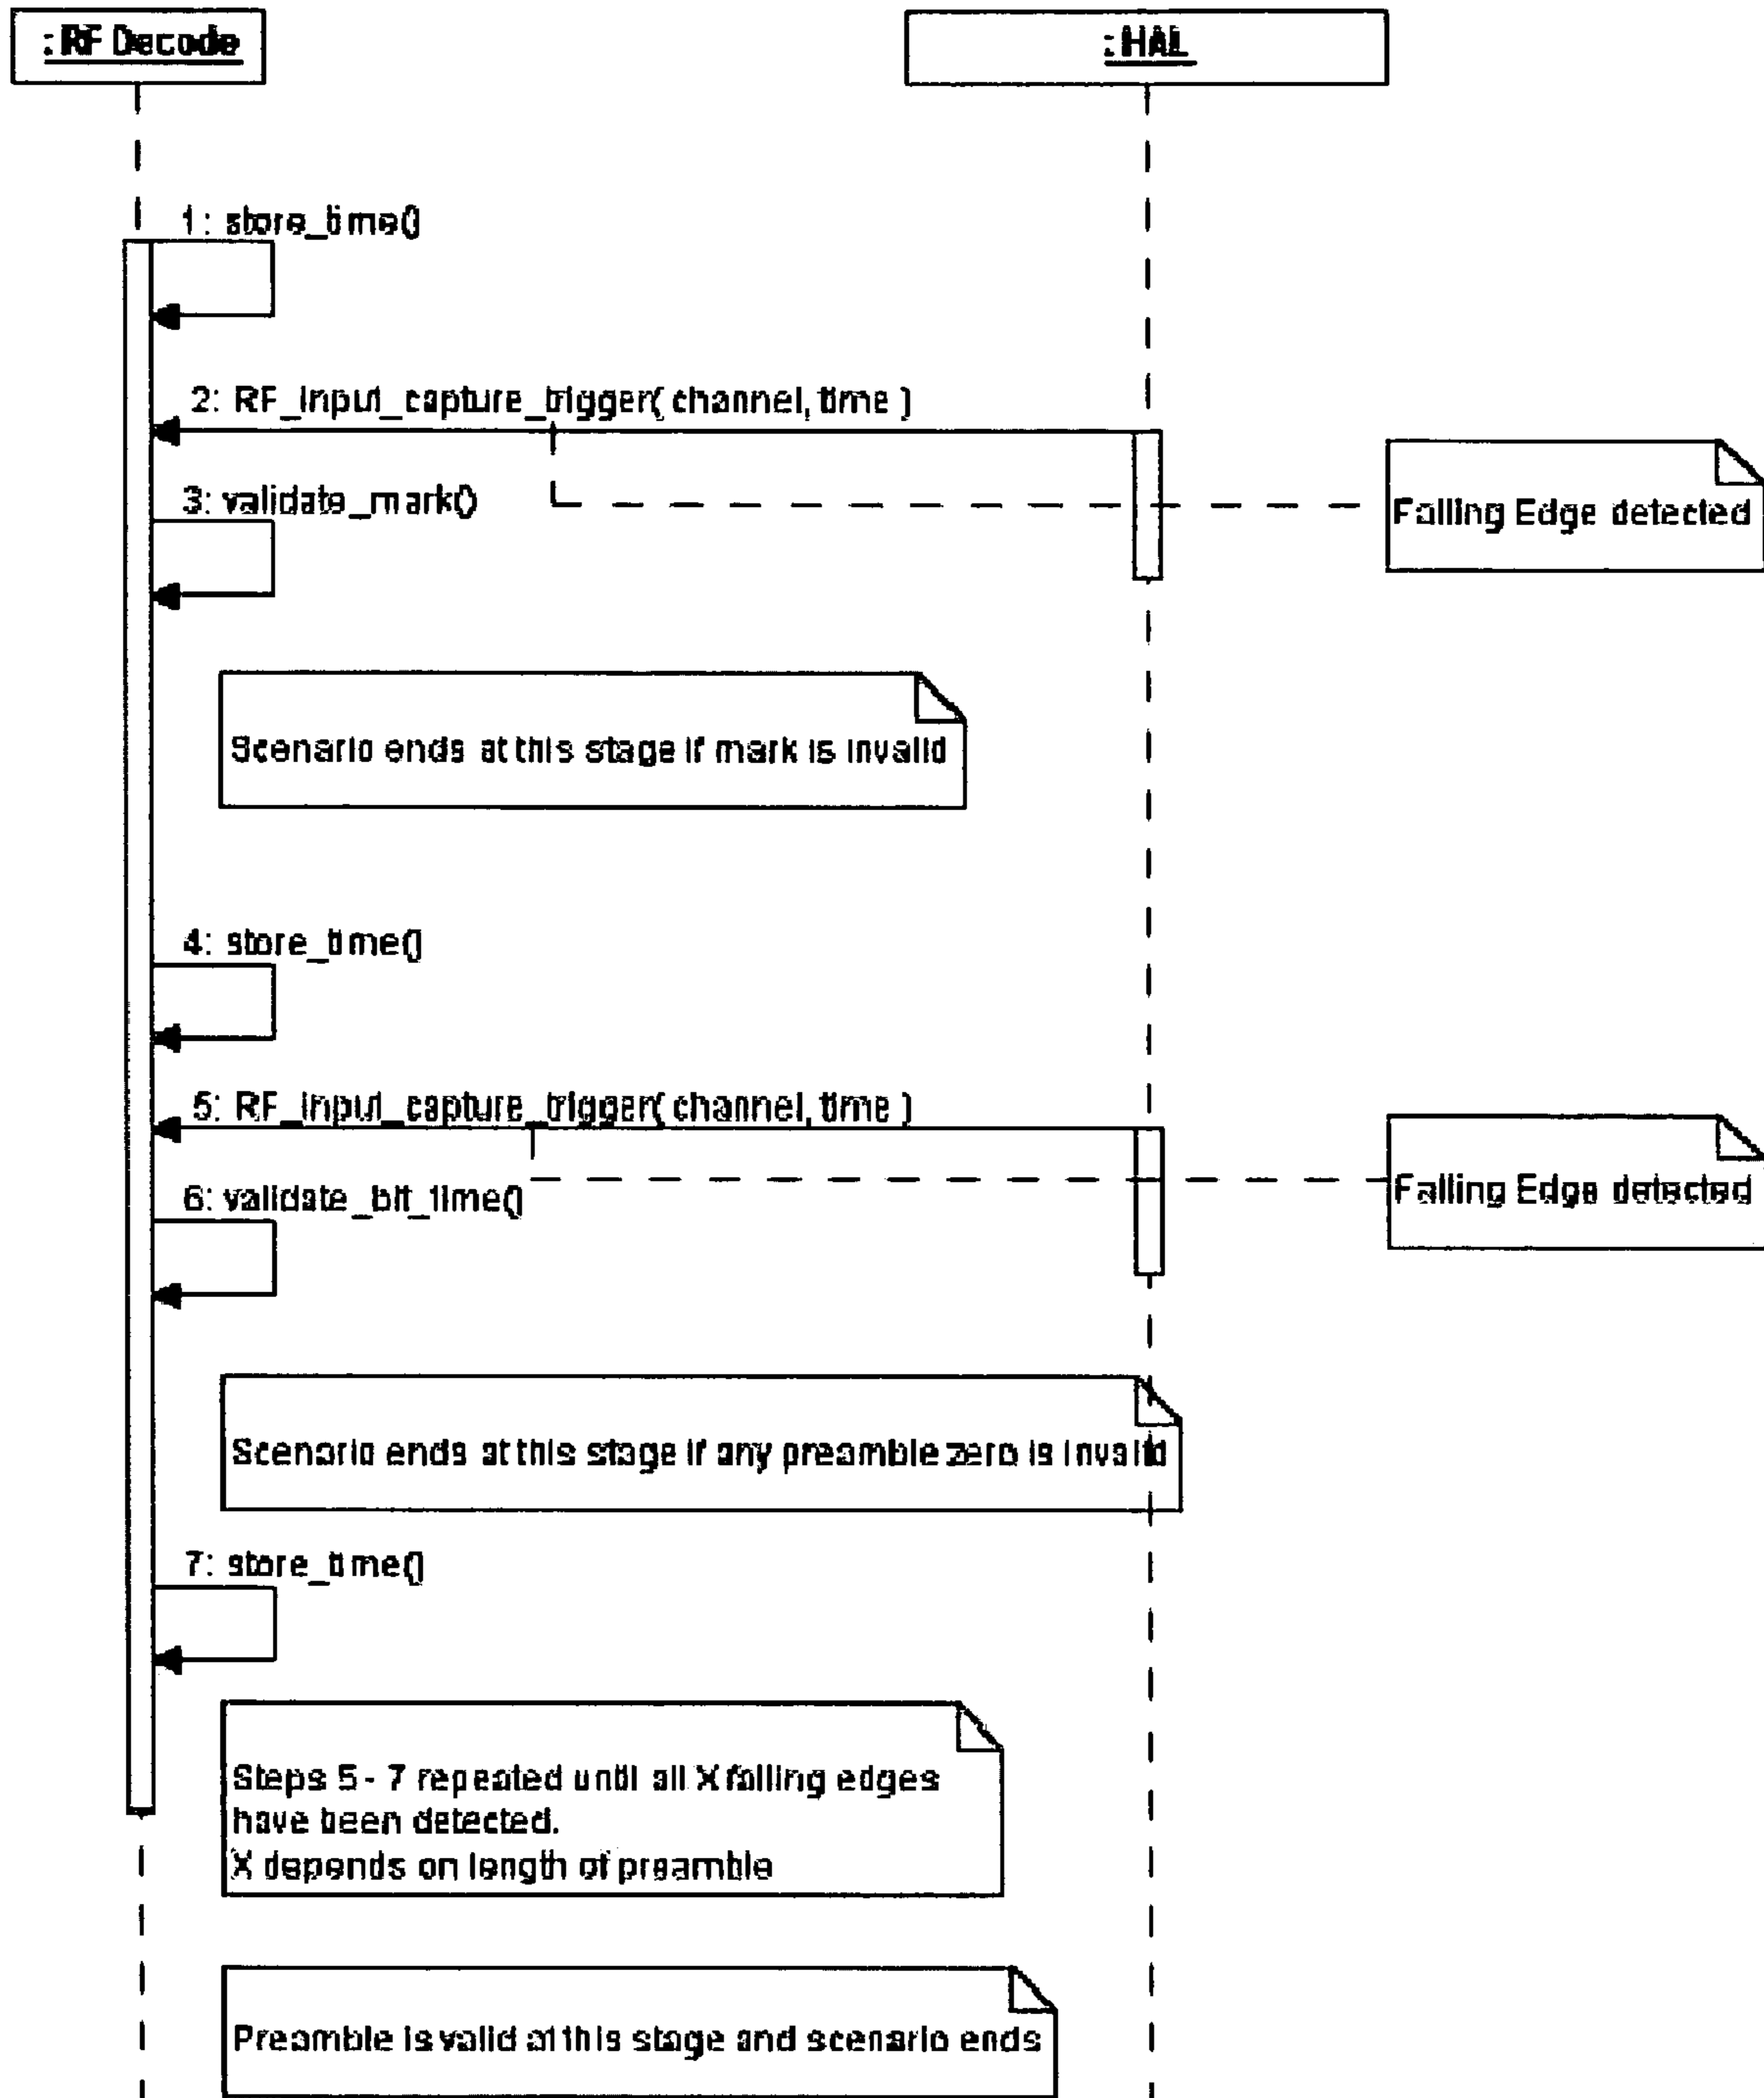 : RF Decode
: HAL
1: store_time()
2: RF_input_capture_trigger( channel, time )
3: validate_mark()
Falling Edge detected
Scenario ends at this stage if mark is invalid
4: store_time()
5: RF_input_capture_trigger( channel, time )
6: validate_bit_time()
Falling Edge detected
Scenario ends at this stage if any preamble zero is invalid
7: store_time()
Steps 5 - 7 repeated until all X falling edges
have been detected.
X depends on length of preamble
Preamble is valid at this stage and scenario ends